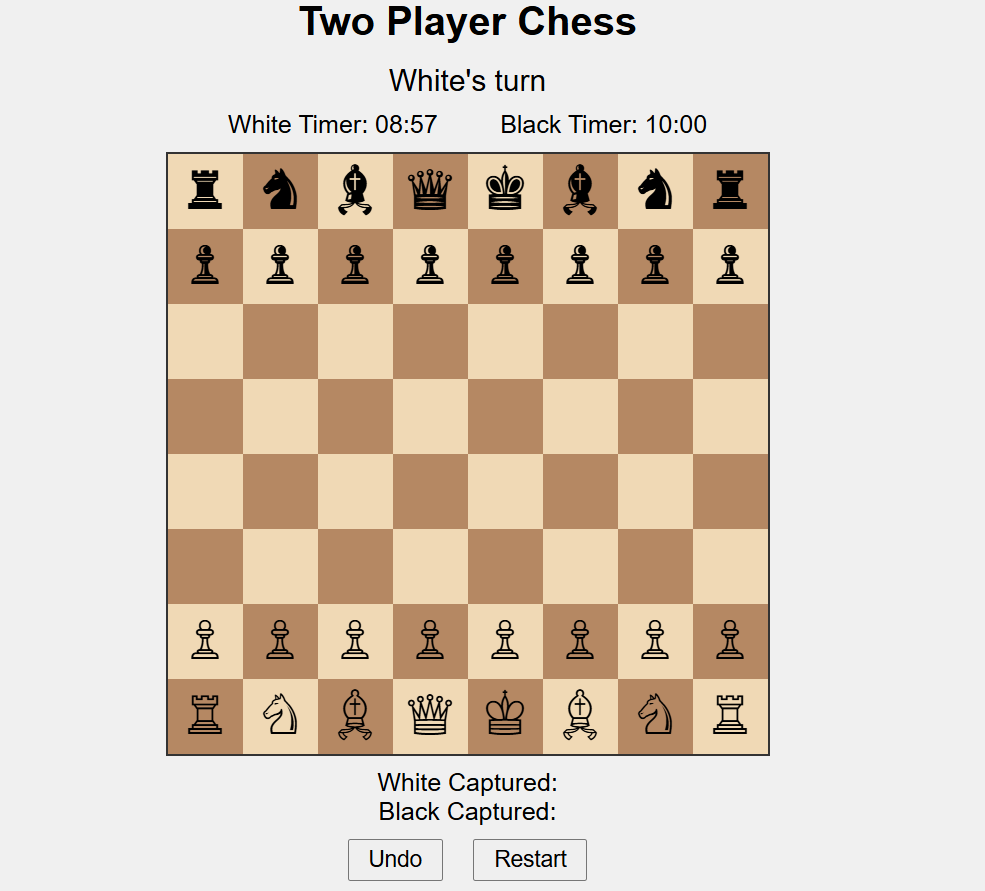 Two Player Chess
White's turn
White Timer: 08:57 Black Timer: 10:00
White Captured:
Black Captured:
Undo Restart